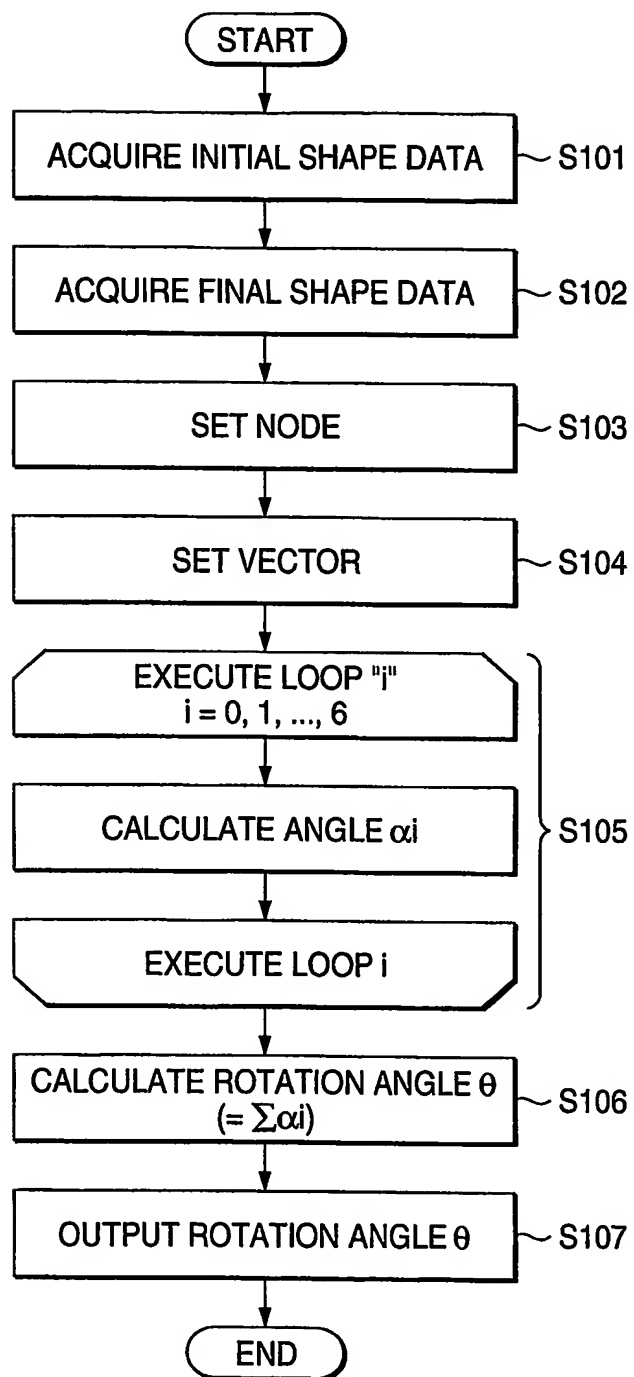 START
ACQUIRE INITIAL SHAPE DATA
S101
ACQUIRE FINAL SHAPE DATA
S102
SET NODE
S103
SET VECTOR
S104
EXECUTE LOOP "i"
i = 0, 1, ..., 6
CALCULATE ANGLE αi
S105
EXECUTE LOOP i
CALCULATE ROTATION ANGLE θ
(= ∑αi)
S106
OUTPUT ROTATION ANGLE θ
S107
END